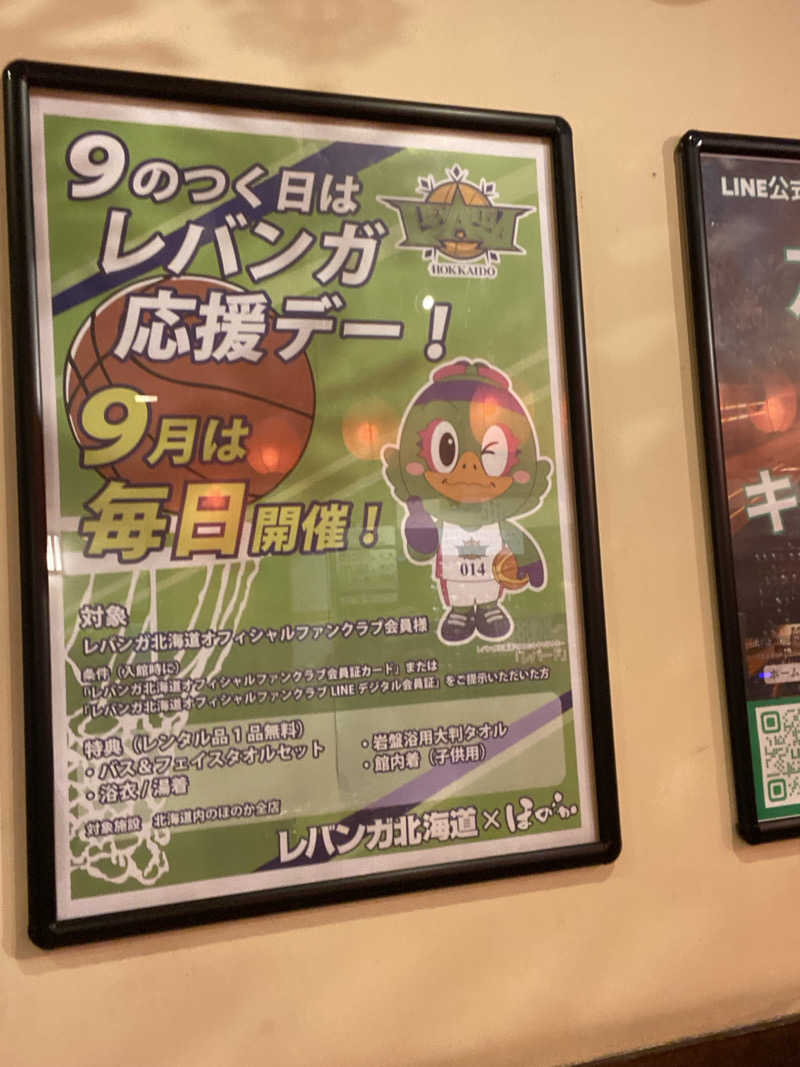 9のつく日は
レバンガ
応援デー！
LEVANGA
HOKKAIDO
9月は
毎日開催！
014
「レバード」
対象
レバンガ北海道オフィシャルファンクラブ会員様
条件（入館時に）
「レバンガ北海道オフィシャルファンクラブ会員証カード」または
「レバンガ北海道オフィシャルファンクラブ LINE デジタル会員証」をご提示いただいた方
特典（レンタル品1品無料）
・バス＆フェイスタオルセット
・浴衣/湯着
・岩盤浴用大判タオル
・館内着（子供用）
対象施設 北海道内のほのか全店
レバンガ北海道×ほのか
LINE公式
キ
ホーム